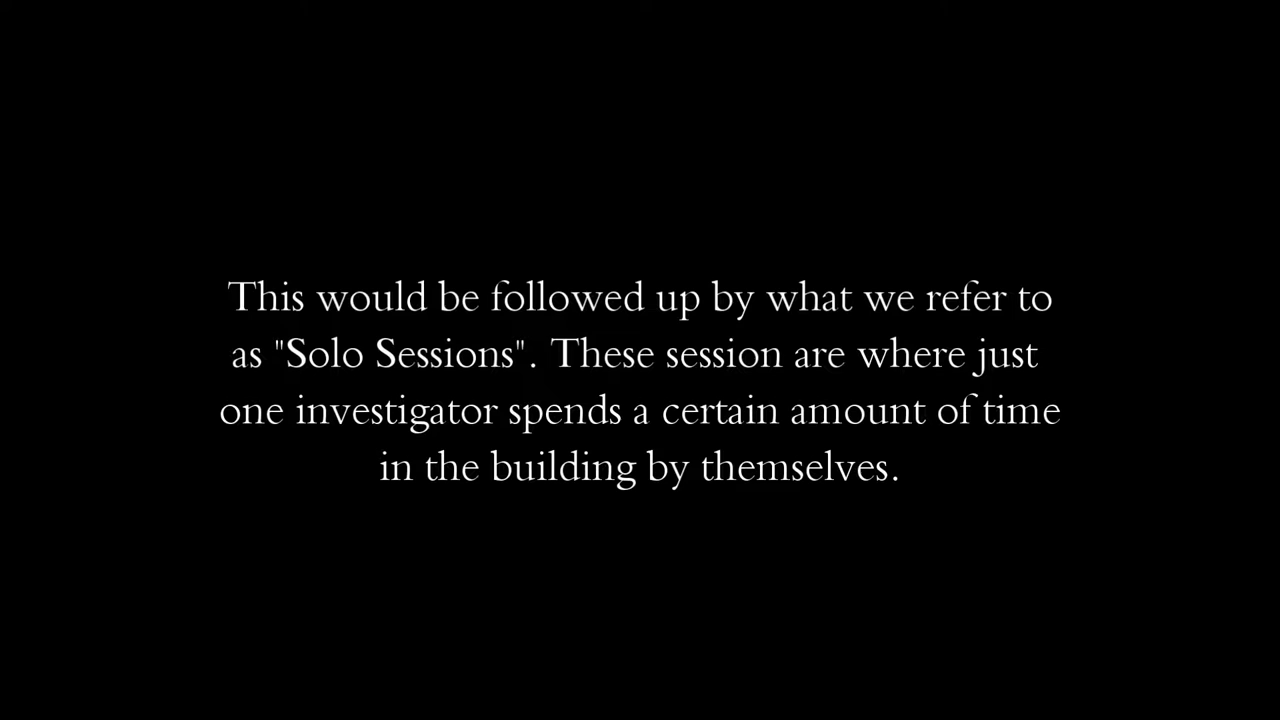 This would be followed up by what we refer to
as "Solo Sessions". These session are where just
one investigator spends a certain amount of time
in the building by themselves.